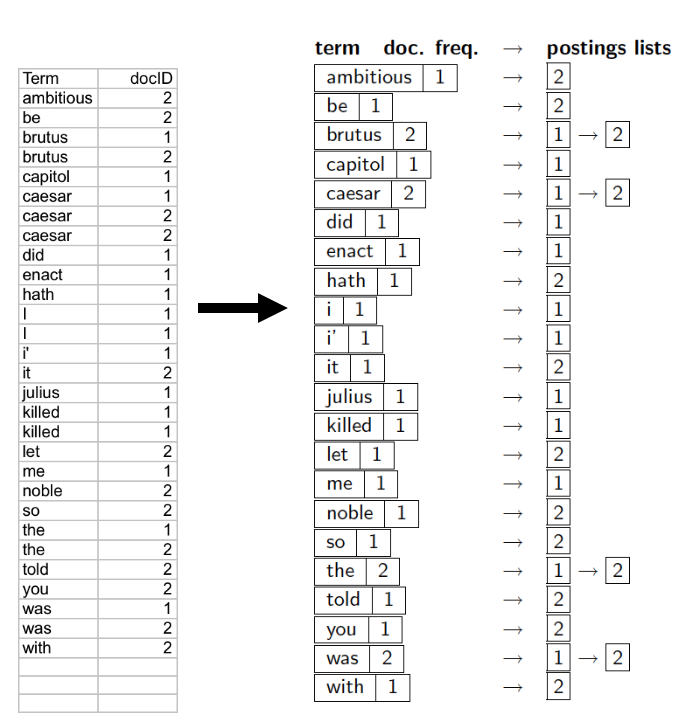 Term docID
ambitious 2
be 2
brutus 1
brutus 2
capitol 1
caesar 1
caesar 2
caesar 2
did 1
enact 1
hath 1
I 1
I 1
i' 1
it 2
julius 1
killed 1
killed 1
let 2
me 1
noble 2
so 2
the 1
the 2
told 2
you 2
was 1
was 2
with 2
term doc. freq. → postings lists
ambitious 1 → 2
be 1 → 2
brutus 2 → 1 → 2
capitol 1 → 1
caesar 2 → 1 → 2
did 1 → 1
enact 1 → 1
hath 1 → 2
i 1 → 1
i' 1 → 1
it 1 → 2
julius 1 → 1
killed 1 → 1
let 1 → 2
me 1 → 1
noble 1 → 2
so 1 → 2
the 2 → 1 → 2
told 1 → 2
you 1 → 2
was 2 → 1 → 2
with 1 → 2